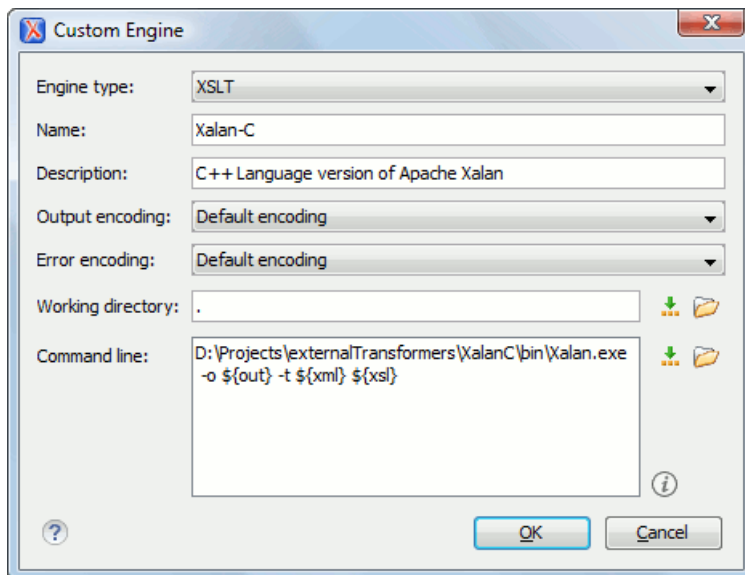 Custom Engine
Engine type: XSLT
Name: Xalan-C
Description: C++ Language version of Apache Xalan
Output encoding: Default encoding
Error encoding: Default encoding
Working directory: .
Command line: D:\Projects\externalTransformers\XalanC\bin\Xalan.exe
-o ${out} -t ${xml} ${xsl}
OK Cancel